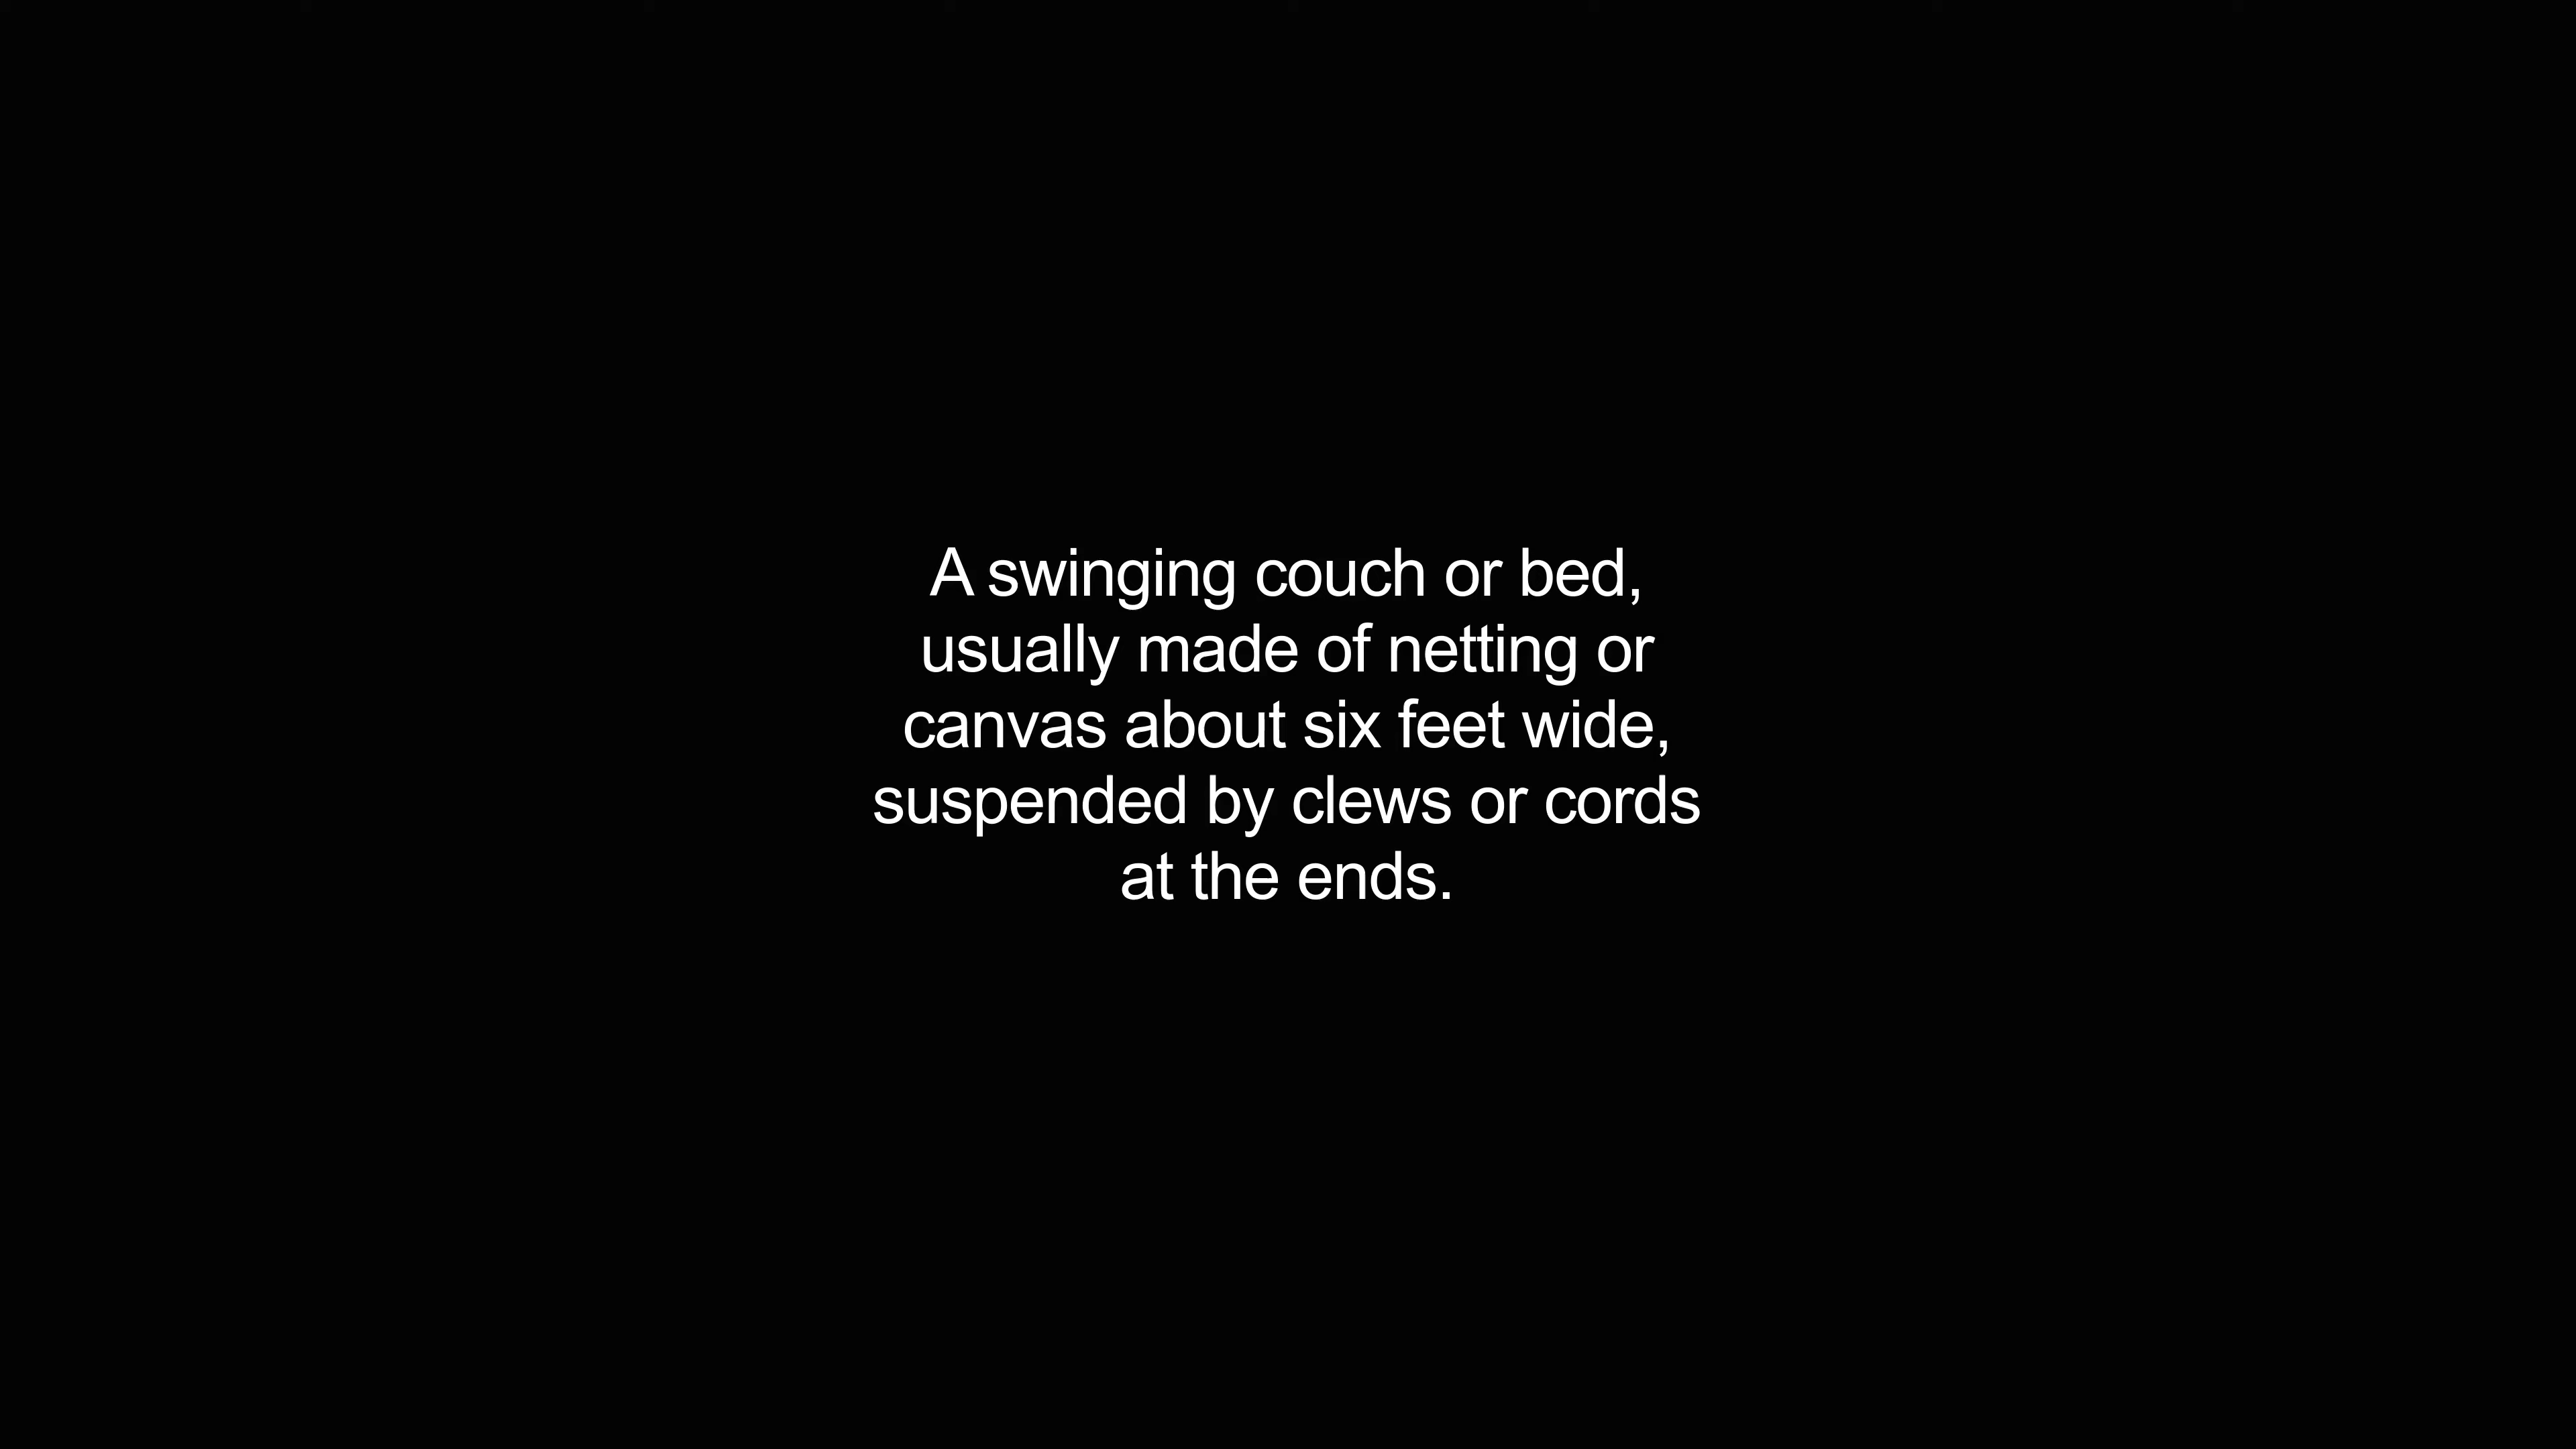 A swinging couch or bed,
usually made of netting or
canvas about six feet wide,
suspended by clews or cords
at the ends.